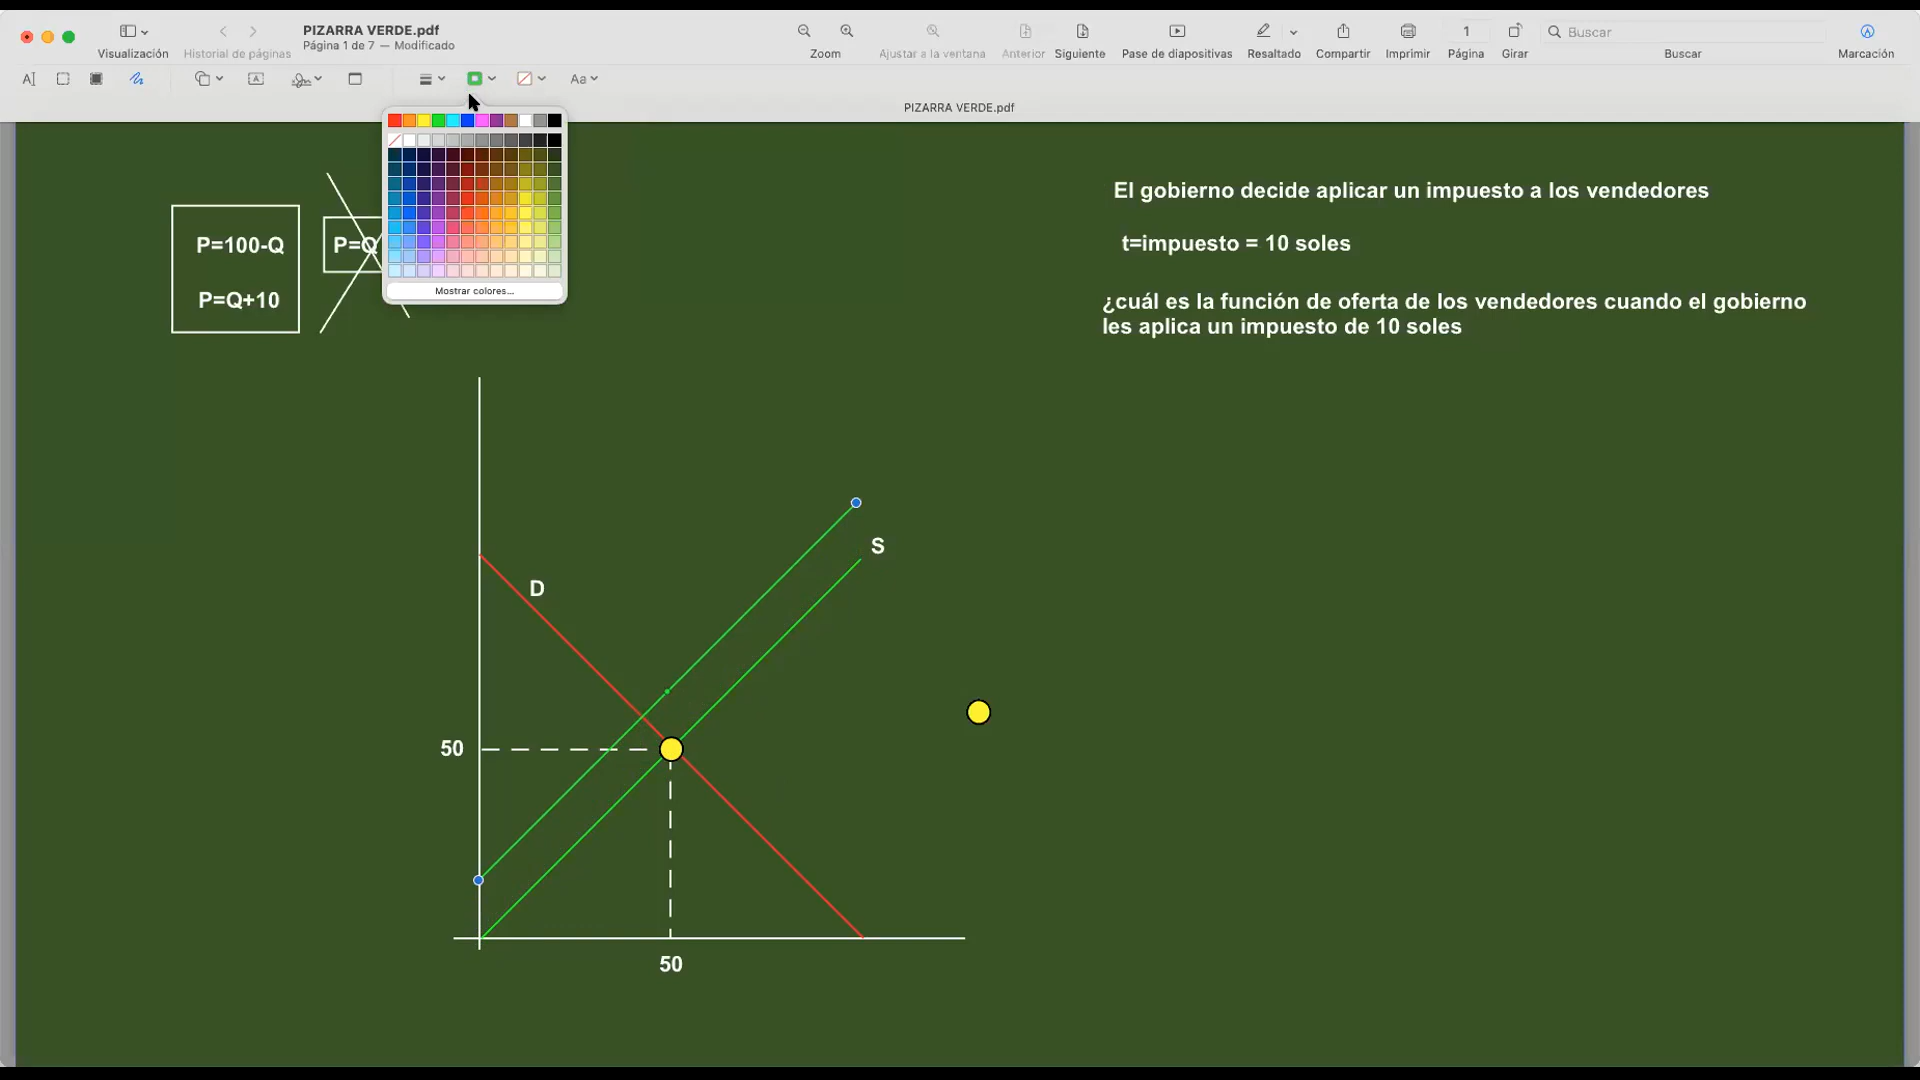 PIZARRA VERDE.pdf
Página 1 de 7 — Modificado
Visualización
Historial de páginas
Zoom
Ajustar a la ventana
Anterior
Siguiente
Pase de diapositivas
Resaltado
Compartir
Imprimir
1
Página
Girar
Buscar
Buscar
Marcación
A
Aa
PIZARRA VERDE.pdf
Mostrar colores...
P=100-Q
P=Q
P=Q+10
El gobierno decide aplicar un impuesto a los vendedores
t=impuesto = 10 soles
¿cuál es la función de oferta de los vendedores cuando el gobierno
les aplica un impuesto de 10 soles
S
D
50
50